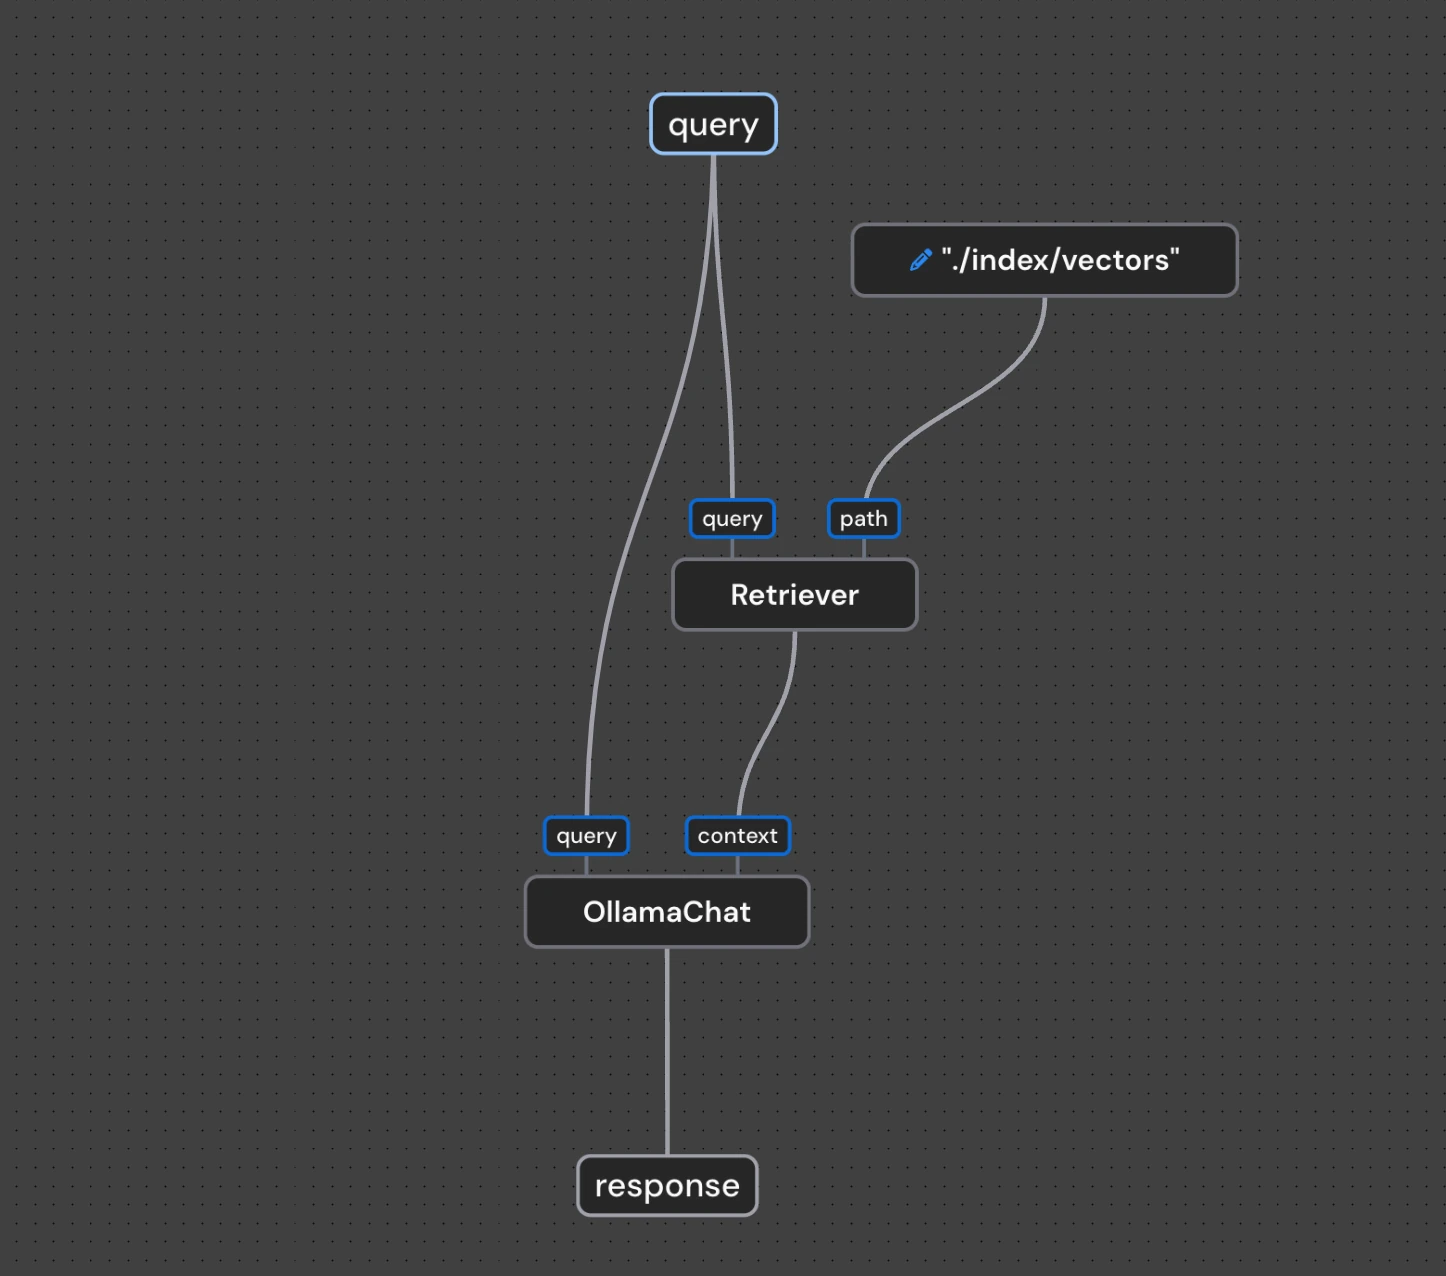 query
"./index/vectors"
query
path
Retriever
query
context
OllamaChat
response